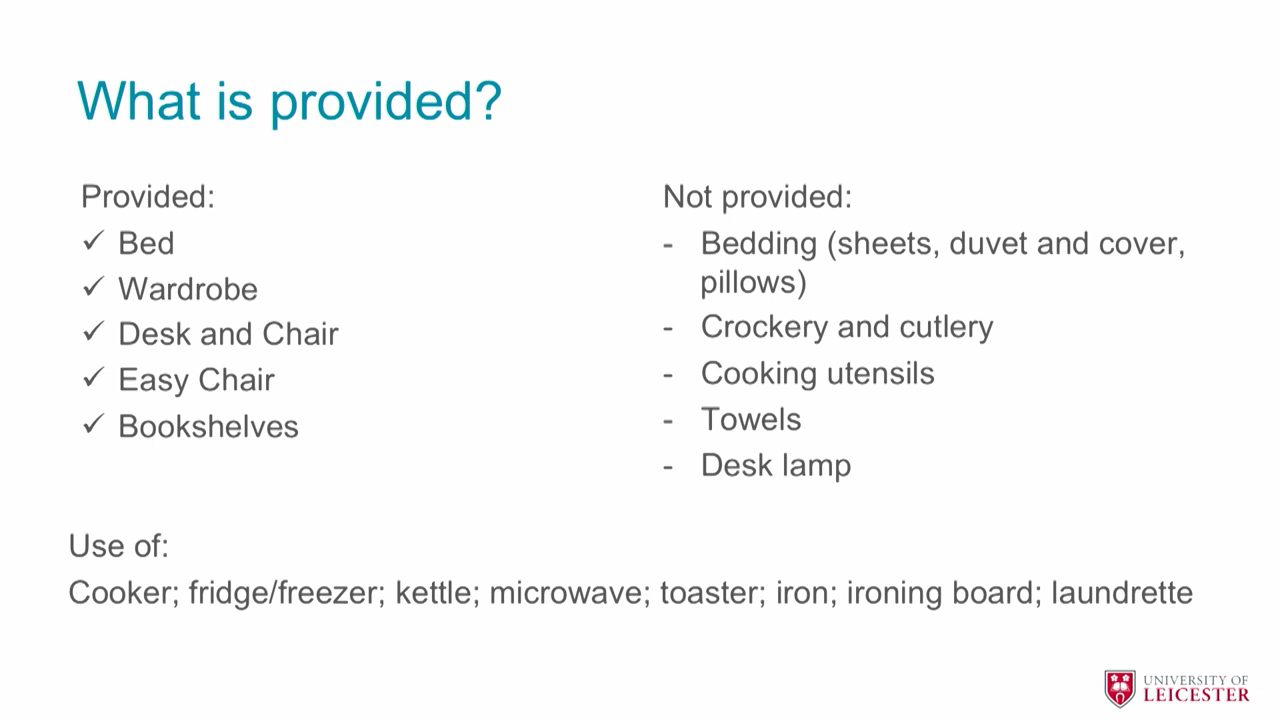 What is provided?
Provided:
✓ Bed
✓ Wardrobe
✓ Desk and Chair
✓ Easy Chair
✓ Bookshelves
Not provided:
- Bedding (sheets, duvet and cover,
pillows)
- Crockery and cutlery
- Cooking utensils
- Towels
- Desk lamp
Use of:
Cooker; fridge/freezer; kettle; microwave; toaster; iron; ironing board; laundrette
UNIVERSITY OF
LEICESTER